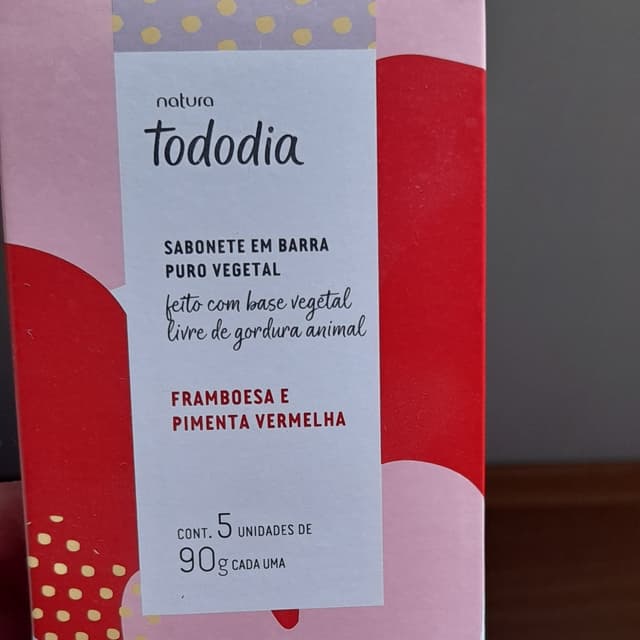 natura
tododia
SABONETE EM BARRA
PURO VEGETAL
feito com base vegetal
livre de gordura animal
FRAMBOESA E
PIMENTA VERMELHA
CONT. 5 UNIDADES DE
90g CADA UMA